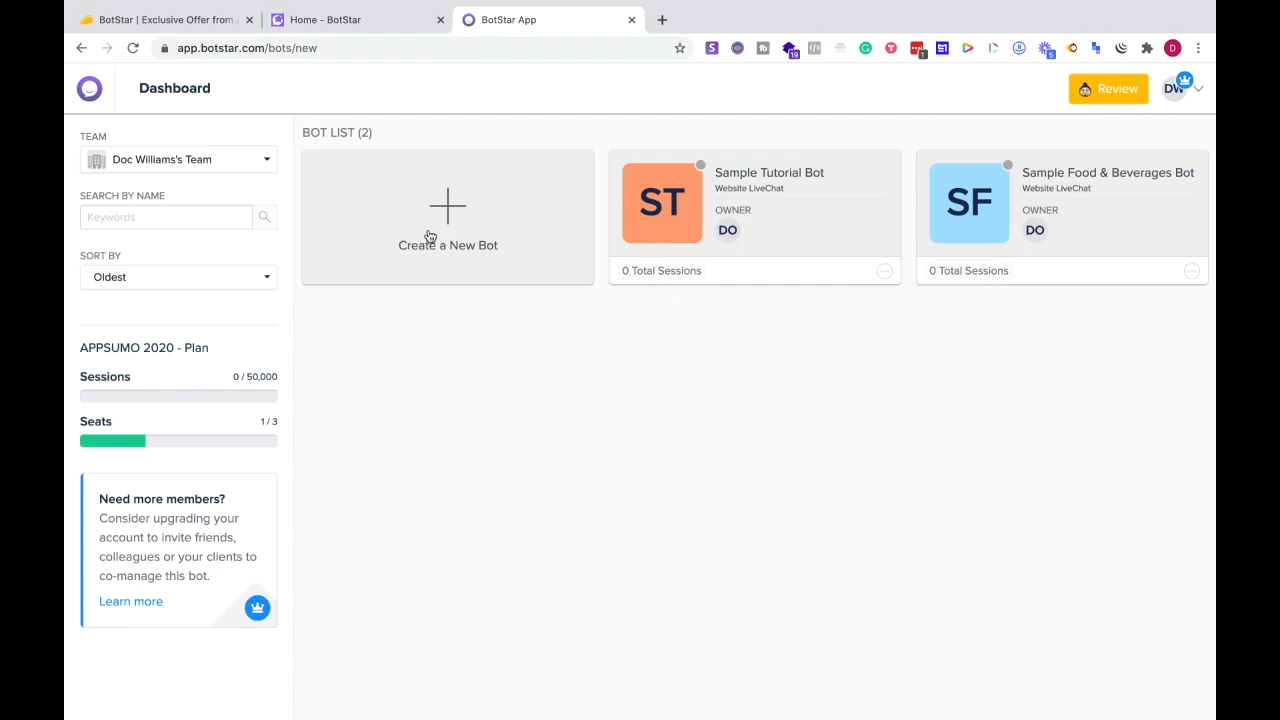 BotStar | Exclusive Offer from
Home - BotStar
BotStar App
app.botstar.com/bots/new
S
19
1
5
D
Dashboard
Review
DW
TEAM
Doc Williams's Team
SEARCH BY NAME
Keywords
SORT BY
Oldest
APPSUMO 2020 - Plan
Sessions
0 / 50,000
Seats
1 / 3
Need more members?
Consider upgrading your
account to invite friends,
colleagues or your clients to
co-manage this bot.
Learn more
BOT LIST (2)
Create a New Bot
ST
Sample Tutorial Bot
Website LiveChat
OWNER
DO
0 Total Sessions
SF
Sample Food & Beverages Bot
Website LiveChat
OWNER
DO
0 Total Sessions